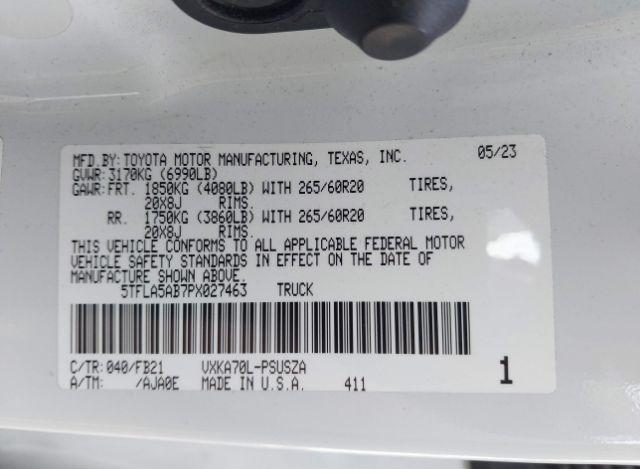 MFD.BY: TOYOTA MOTOR MANUFACTURING, TEXAS, INC. 05/23
GVWR: 3170KG (6990LB)
GAWR: FRT. 1850KG (4080LB) WITH 265/60R20 TIRES,
20X8J RIMS.
RR. 1750KG (3860LB) WITH 265/60R20 TIRES,
20X8J RIMS.
THIS VEHICLE CONFORMS TO ALL APPLICABLE FEDERAL MOTOR
VEHICLE SAFETY STANDARDS IN EFFECT ON THE DATE OF
MANUFACTURE SHOWN ABOVE.
5TFLA5AB7PX027463 TRUCK
C/TR: 040/FB21 VXKA70L-PSUSZA
A/TM: /AJA0E MADE IN U.S.A. 411 1